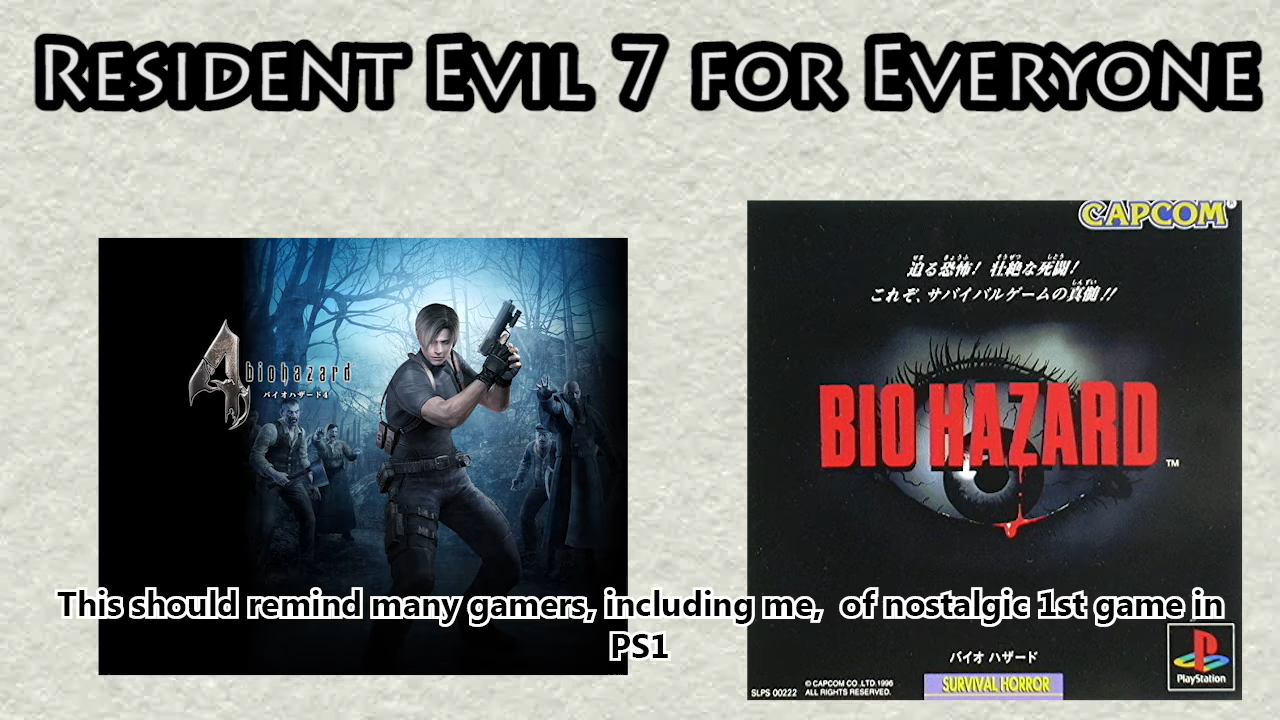 Resident Evil 7 for Everyone
CAPCOM®
迫る恐怖! 壮絶な死闘!
これぞ、サバイバルゲームの真髄!!
4 biohazard
バイオハザード4
BIO HAZARD™
This should remind many gamers, including me, of nostalgic 1st game in
PS1
バイオ ハザード
SURVIVAL HORROR
SLPS 00222
© CAPCOM CO.,LTD.1996
ALL RIGHTS RESERVED.
PlayStation